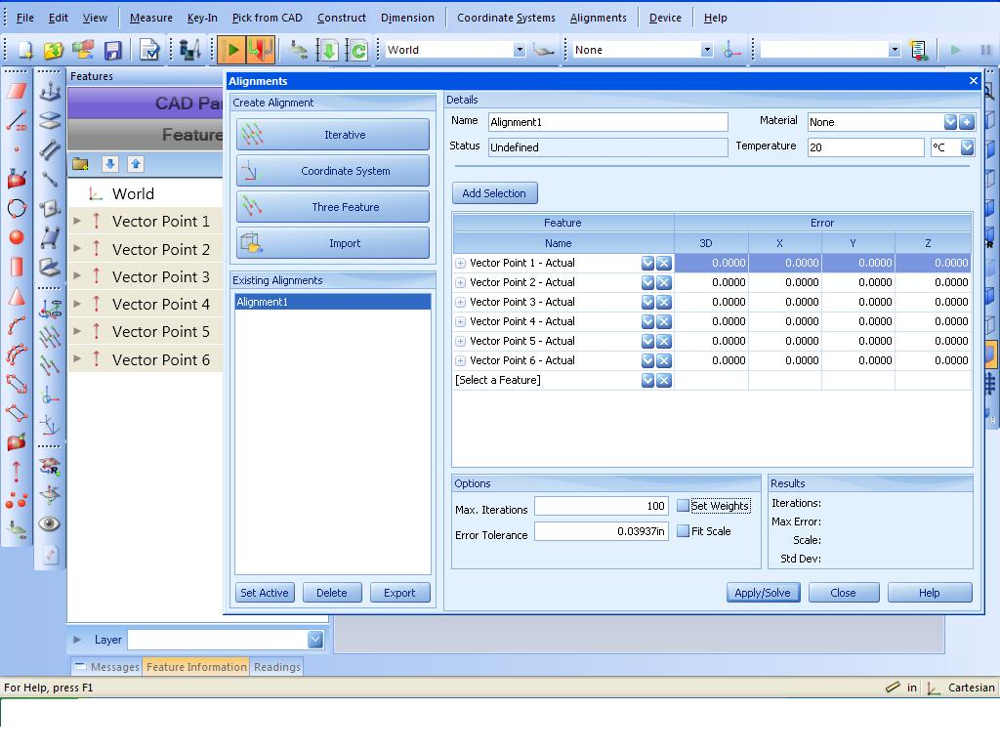 File Edit View Measure Key-In Pick from CAD Construct Dimension Coordinate Systems Alignments Device Help
World None
Features
CAD Pa
Feature
World
Vector Point 1
Vector Point 2
Vector Point 3
Vector Point 4
Vector Point 5
Vector Point 6
Alignments
Create Alignment
Iterative
Coordinate System
Three Feature
Import
Existing Alignments
Alignment1
Set Active Delete Export
Details
Name Alignment1 Material None
Status Undefined Temperature 20 °C
Add Selection
Feature Error
Name 3D X Y Z
Vector Point 1 - Actual 0.0000 0.0000 0.0000 0.0000
Vector Point 2 - Actual 0.0000 0.0000 0.0000 0.0000
Vector Point 3 - Actual 0.0000 0.0000 0.0000 0.0000
Vector Point 4 - Actual 0.0000 0.0000 0.0000 0.0000
Vector Point 5 - Actual 0.0000 0.0000 0.0000 0.0000
Vector Point 6 - Actual 0.0000 0.0000 0.0000 0.0000
[Select a Feature]
Options
Max. Iterations 100 Set Weights
Error Tolerance 0.03937in Fit Scale
Results
Iterations:
Max Error:
Scale:
Std Dev:
Apply/Solve Close Help
Layer
Messages Feature Information Readings
For Help, press F1 in Cartesian